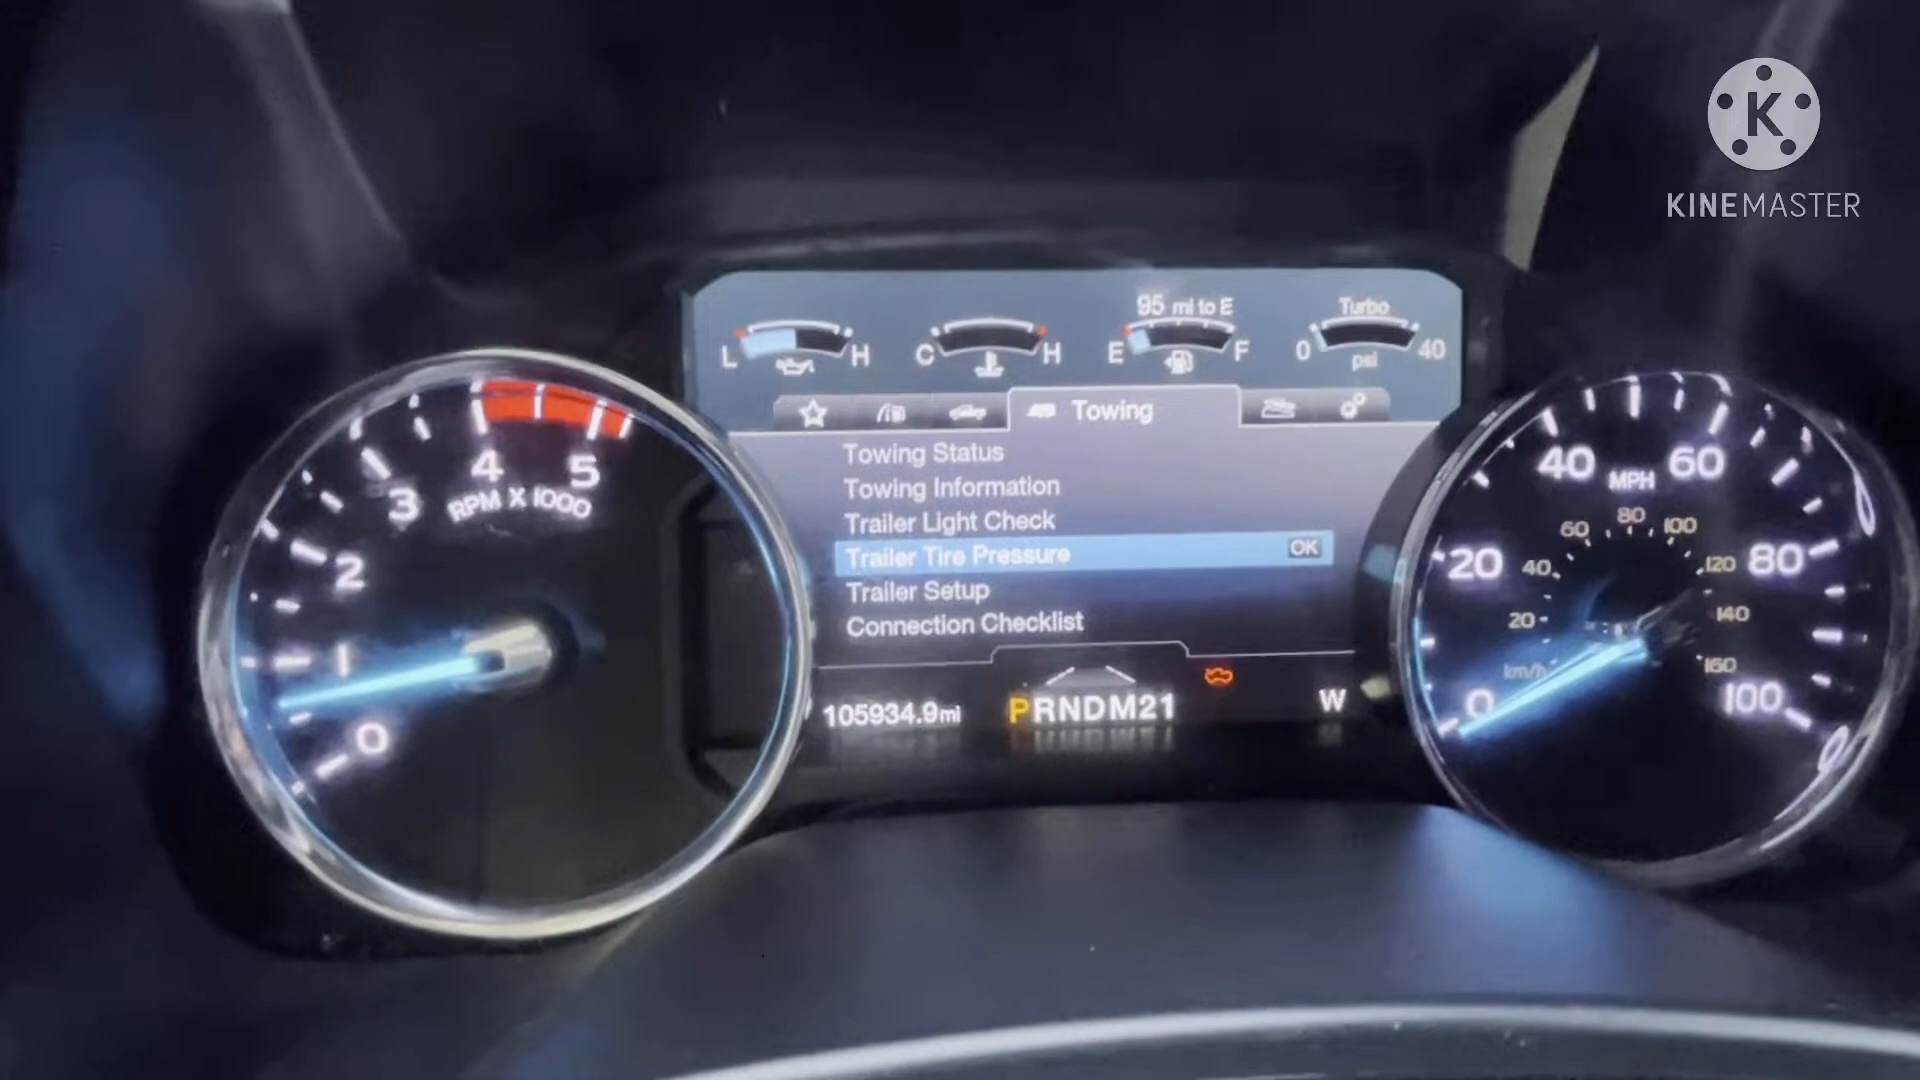 K
KINEMASTER
95 mi to E
Turbo
L H
C H
E F
0 40
psi
Towing
Towing Status
Towing Information
Trailer Light Check
Trailer Tire Pressure OK
Trailer Setup
Connection Checklist
105934.9mi
PRNDM21
W
0
1
2
3
4
5
RPM X 1000
0
20
40
60
80
100
MPH
km/h
20
40
60
80
100
120
140
160